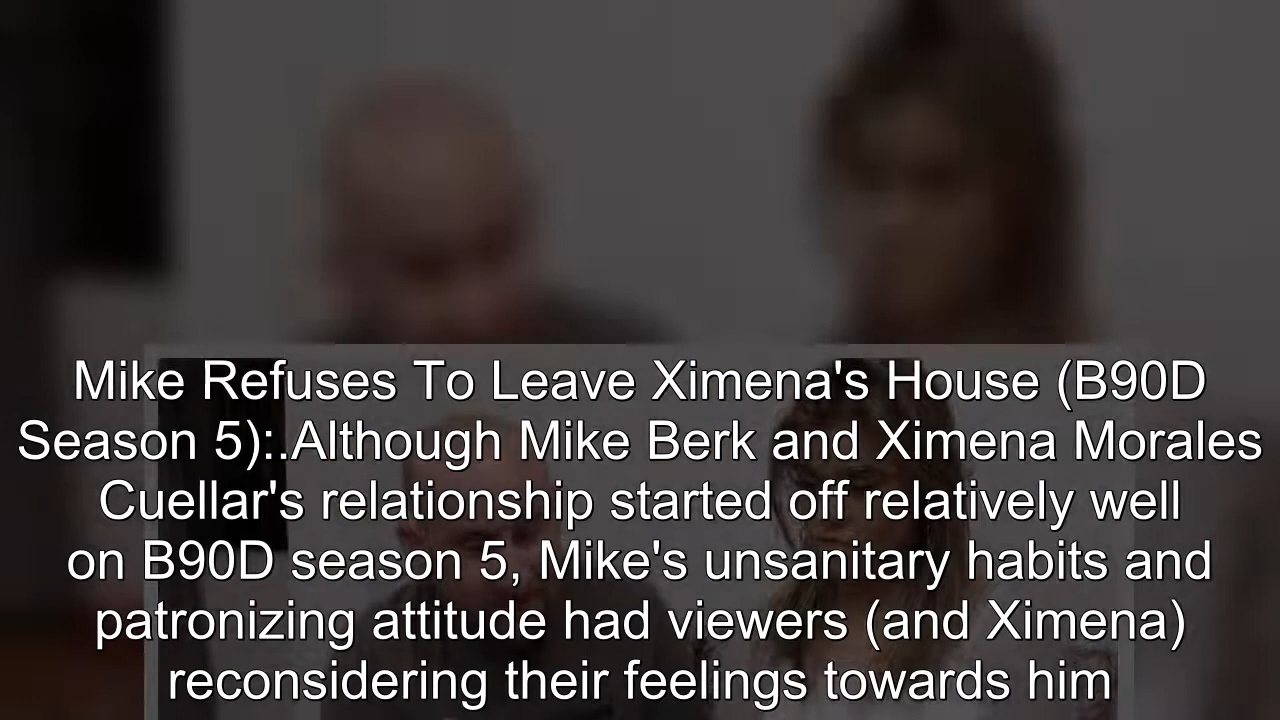 Mike Refuses To Leave Ximena's House (B90D
Season 5):.Although Mike Berk and Ximena Morales
Cuellar's relationship started off relatively well
on B90D season 5, Mike's unsanitary habits and
patronizing attitude had viewers (and Ximena)
reconsidering their feelings towards him